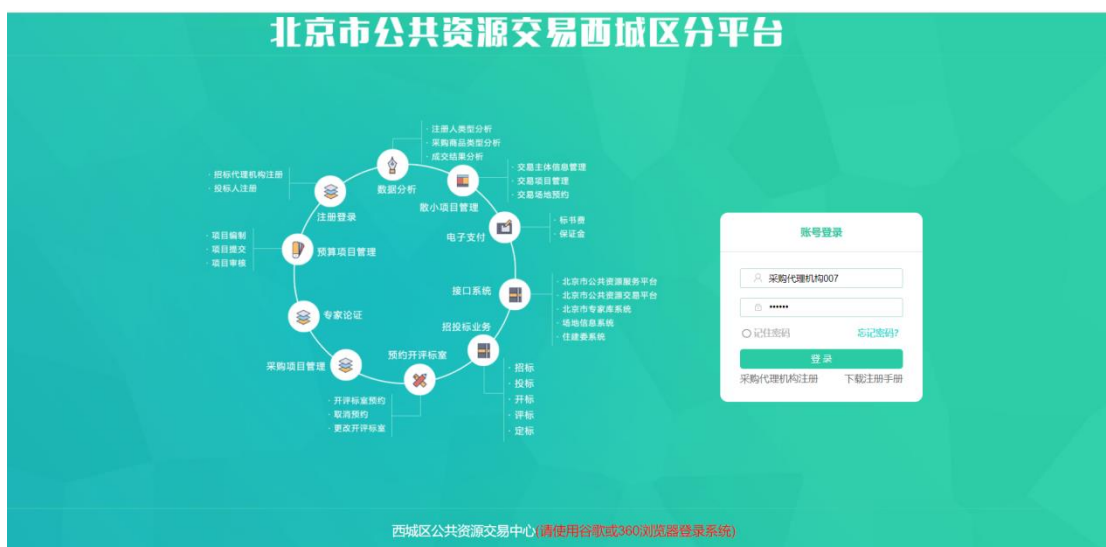 北京市公共资源交易西城区分平台
· 注册人类型分析
· 采购商品类型分析
· 成交结果分析
数据分析
· 招标代理机构注册
· 投标人注册
注册登录
· 交易主体信息管理
· 交易项目管理
· 交易场地预约
散小项目管理
· 标书费
· 保证金
电子支付
· 项目编制
· 项目提交
· 项目审核
预算项目管理
接口系统
· 北京市公共资源服务平台
· 北京市公共资源交易平台
· 北京市专家库系统
· 场地信息系统
· 住建委系统
专家论证
招投标业务
· 招标
· 投标
· 开标
· 评标
· 定标
预约开评标室
采购项目管理
· 开评标室预约
· 取消预约
· 更改开评标室
账号登录
采购代理机构007
••••••
记住密码 忘记密码?
登录
采购代理机构注册 下载注册手册
西城区公共资源交易中心(请使用谷歌或360浏览器登录系统)